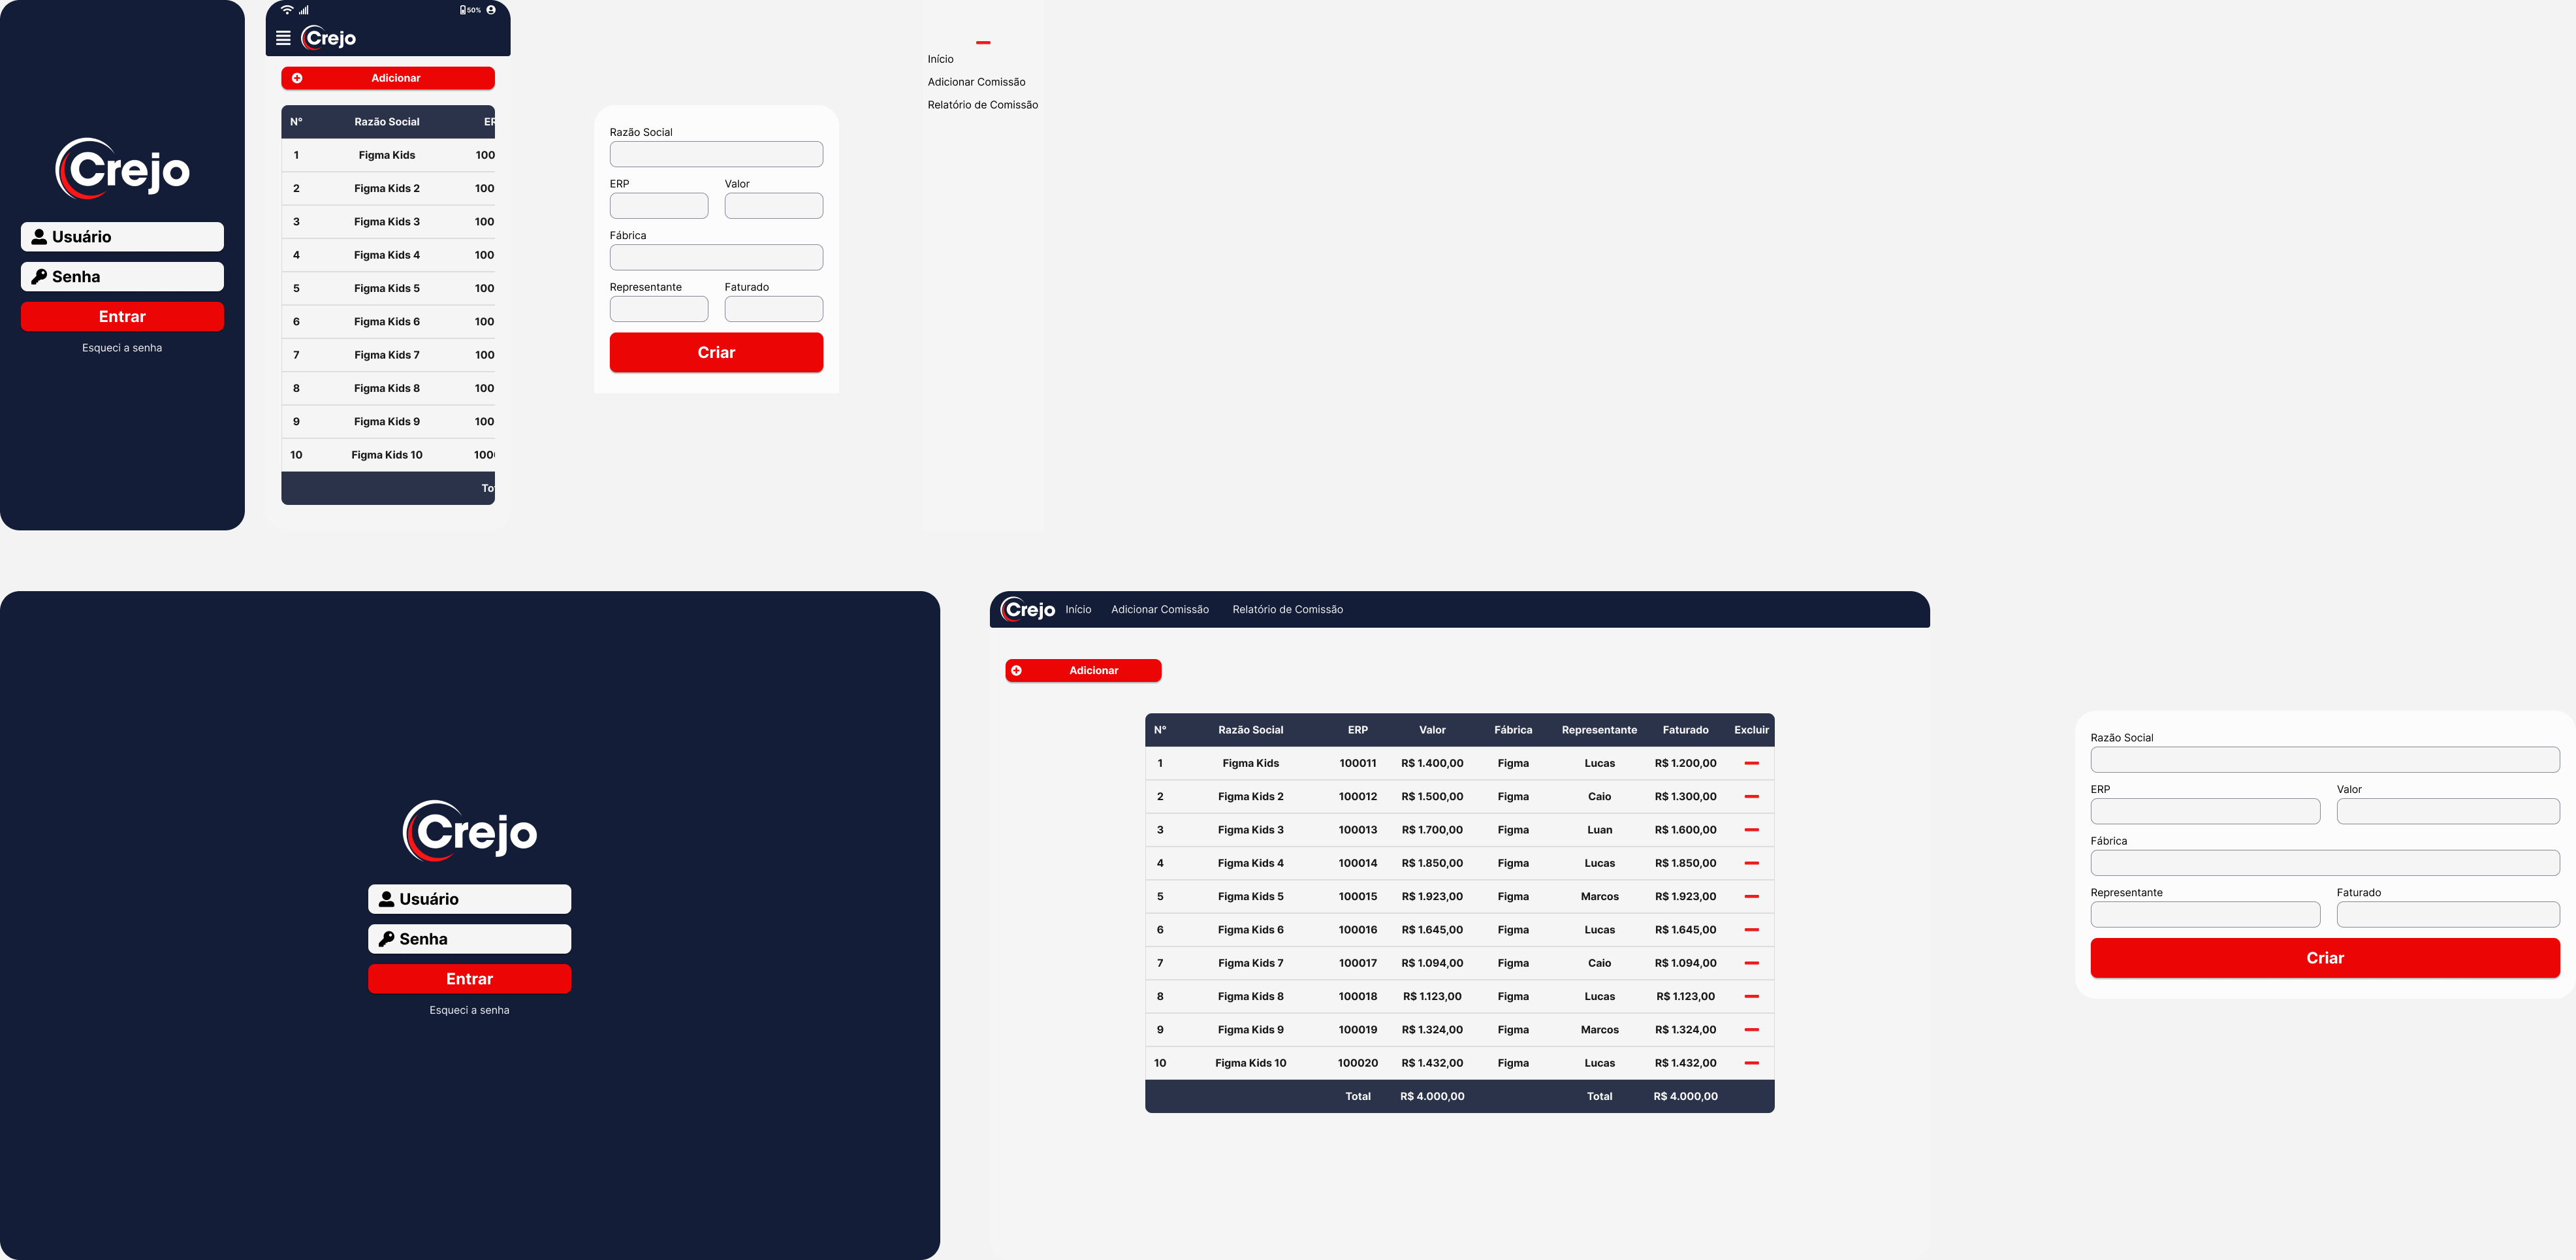 Crejo
Usuário
Senha
Entrar
Esqueci a senha
50%
Crejo
Adicionar
N° Razão Social ER
1 Figma Kids 100
2 Figma Kids 2 100
3 Figma Kids 3 100
4 Figma Kids 4 100
5 Figma Kids 5 100
6 Figma Kids 6 100
7 Figma Kids 7 100
8 Figma Kids 8 100
9 Figma Kids 9 100
10 Figma Kids 10 100
To
Razão Social
ERP Valor
Fábrica
Representante Faturado
Criar
Início
Adicionar Comissão
Relatório de Comissão
Crejo
Usuário
Senha
Entrar
Esqueci a senha
Crejo Início Adicionar Comissão Relatório de Comissão
Adicionar
N° Razão Social ERP Valor Fábrica Representante Faturado Excluir
1 Figma Kids 100011 R$ 1.400,00 Figma Lucas R$ 1.200,00
2 Figma Kids 2 100012 R$ 1.500,00 Figma Caio R$ 1.300,00
3 Figma Kids 3 100013 R$ 1.700,00 Figma Luan R$ 1.600,00
4 Figma Kids 4 100014 R$ 1.850,00 Figma Lucas R$ 1.850,00
5 Figma Kids 5 100015 R$ 1.923,00 Figma Marcos R$ 1.923,00
6 Figma Kids 6 100016 R$ 1.645,00 Figma Lucas R$ 1.645,00
7 Figma Kids 7 100017 R$ 1.094,00 Figma Caio R$ 1.094,00
8 Figma Kids 8 100018 R$ 1.123,00 Figma Lucas R$ 1.123,00
9 Figma Kids 9 100019 R$ 1.324,00 Figma Marcos R$ 1.324,00
10 Figma Kids 10 100020 R$ 1.432,00 Figma Lucas R$ 1.432,00
Total R$ 4.000,00 Total R$ 4.000,00
Razão Social
ERP Valor
Fábrica
Representante Faturado
Criar